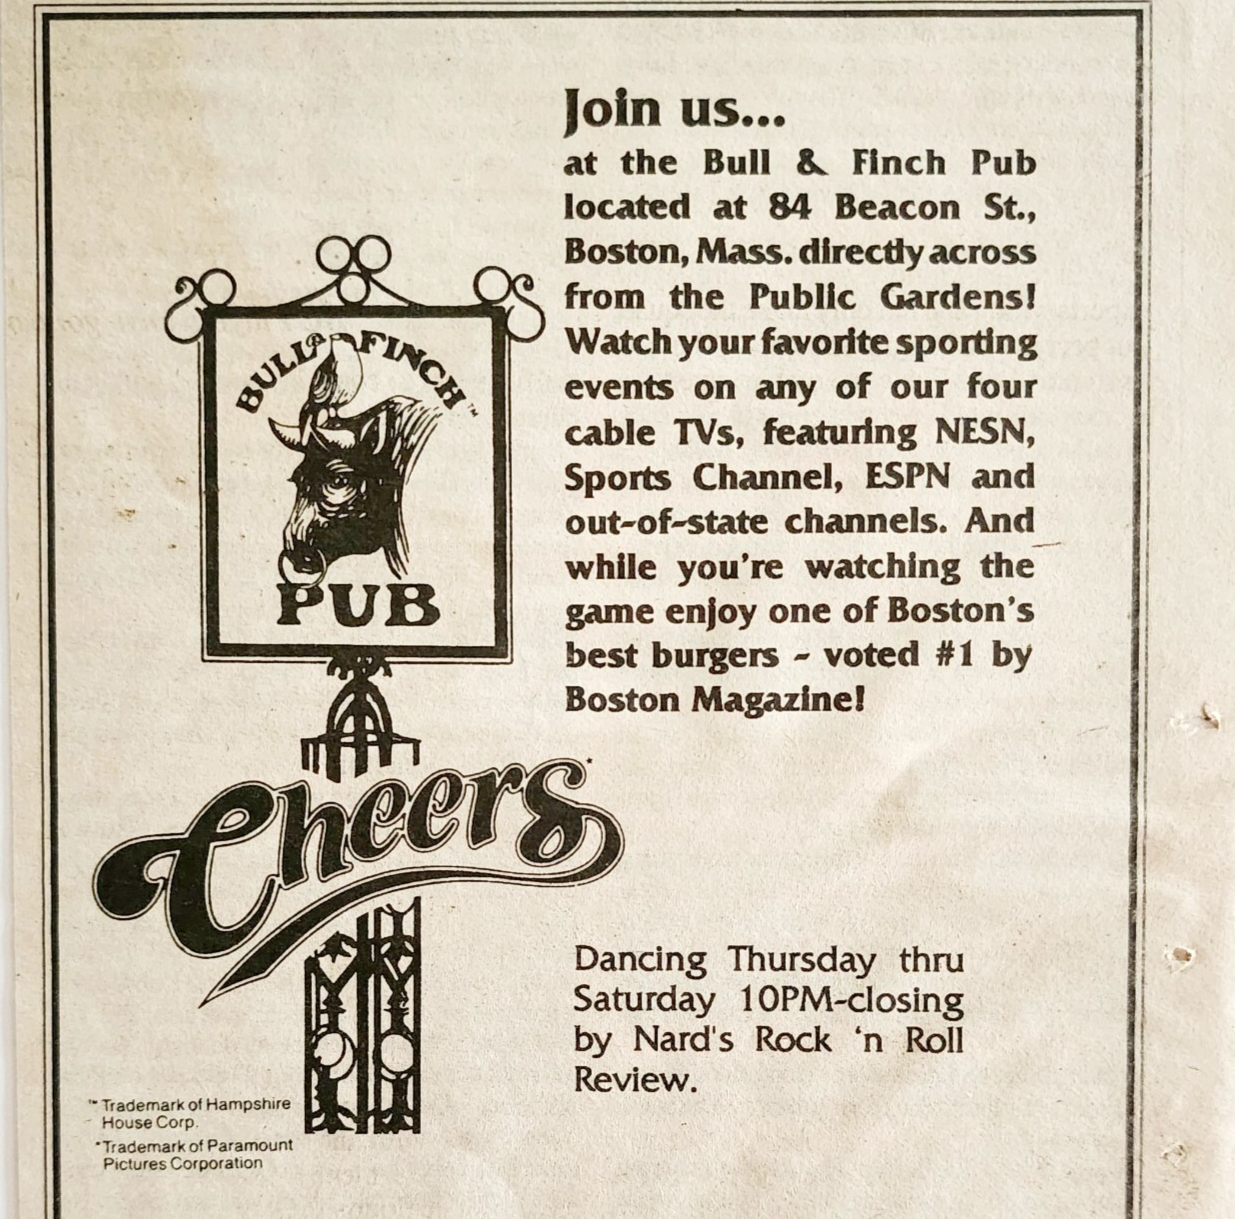 Join us...
at the Bull & Finch Pub
located at 84 Beacon St.,
Boston, Mass. directly across
from the Public Gardens!
Watch your favorite sporting
events on any of our four
cable TVs, featuring NESN,
Sports Channel, ESPN and
out-of-state channels. And
while you're watching the
game enjoy one of Boston's
best burgers - voted #1 by
Boston Magazine!
BULL & FINCH™
PUB
Cheers*
Dancing Thursday thru
Saturday 10PM-closing
by Nard's Rock 'n Roll
Review.
™ Trademark of Hampshire
House Corp.
*Trademark of Paramount
Pictures Corporation